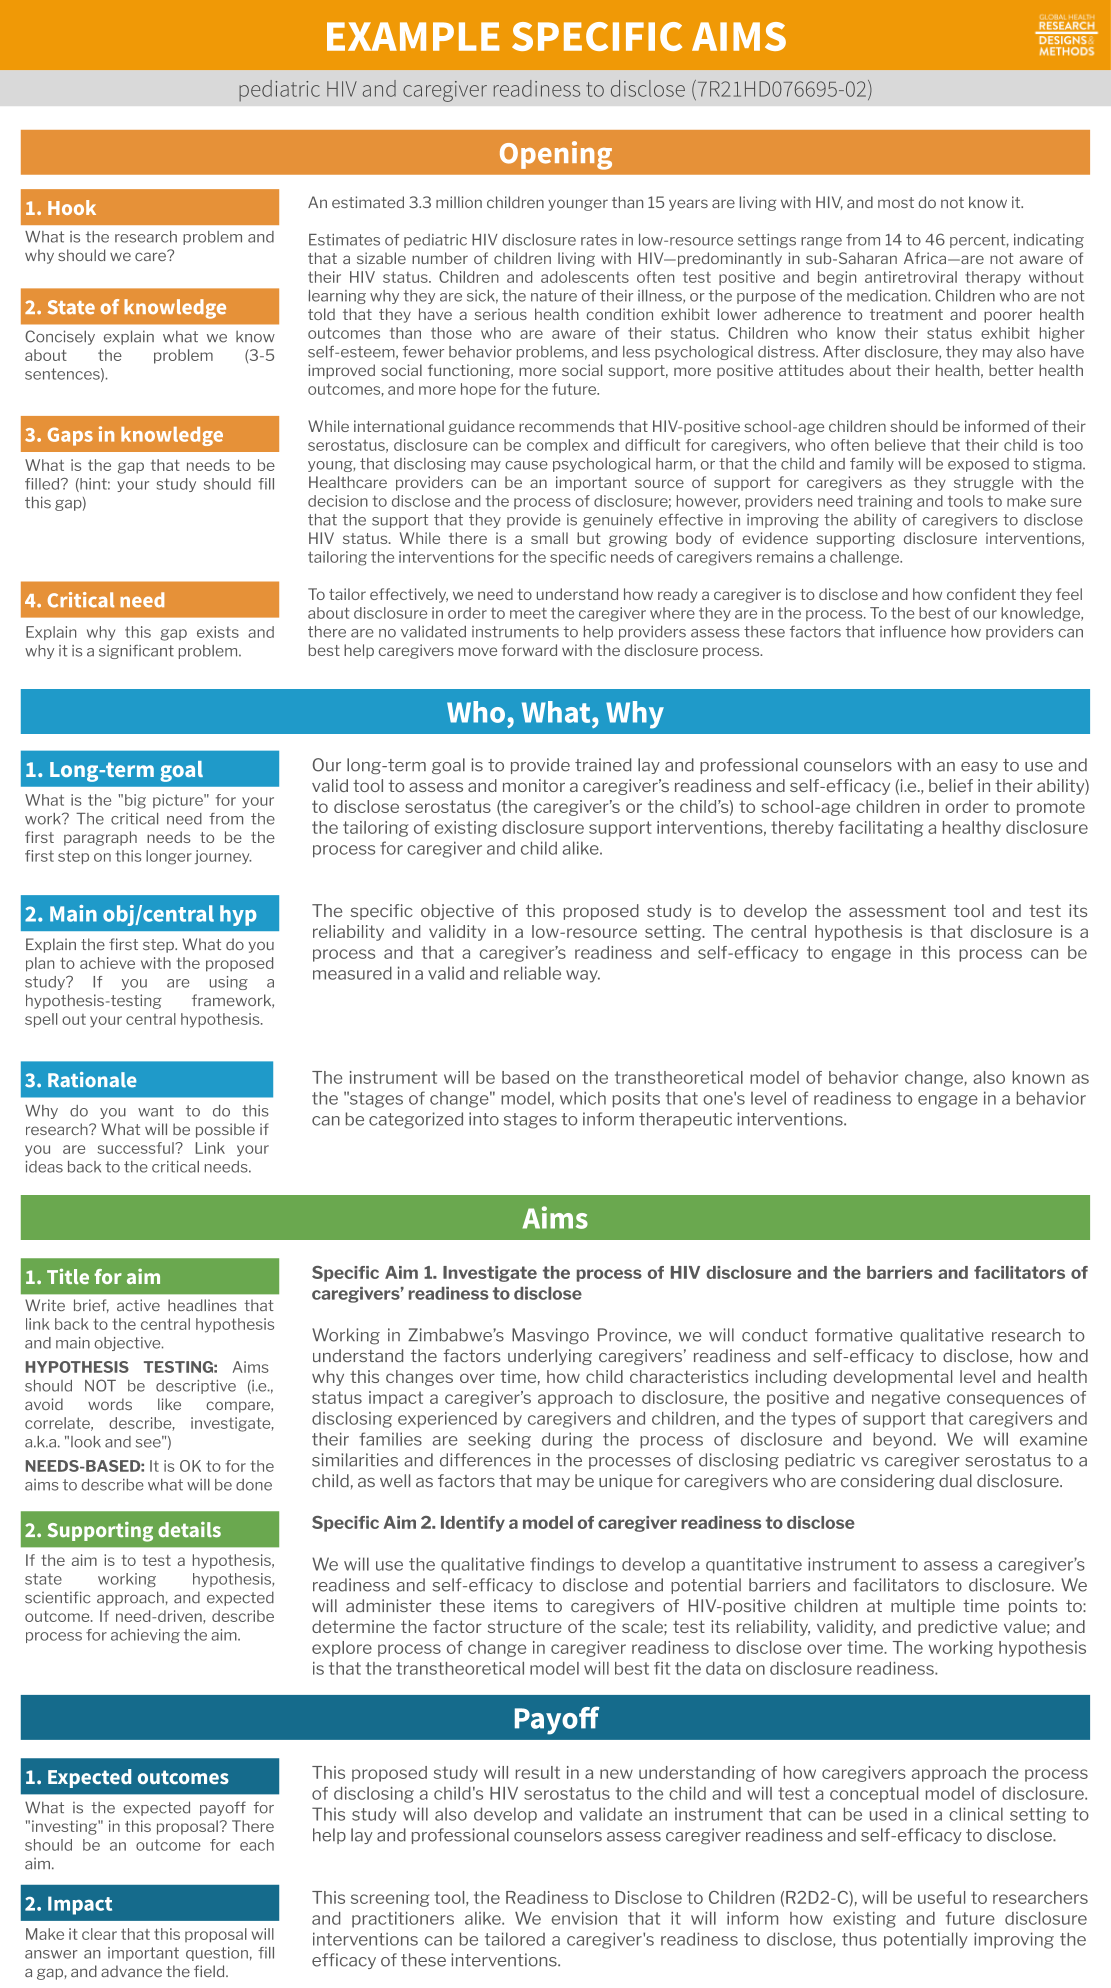 EXAMPLE SPECIFIC AIMS
GLOBAL HEALTH
RESEARCH
DESIGNS&
METHODS
pediatric HIV and caregiver readiness to disclose (7R21HD076695-02)
Opening
1. Hook
What is the research problem and
why should we care?
An estimated 3.3 million children younger than 15 years are living with HIV, and most do not know it.
2. State of knowledge
Concisely explain what we know
about the problem (3-5
sentences).
Estimates of pediatric HIV disclosure rates in low-resource settings range from 14 to 46 percent, indicating
that a sizable number of children living with HIV—predominantly in sub-Saharan Africa—are not aware of
their HIV status. Children and adolescents often test positive and begin antiretroviral therapy without
learning why they are sick, the nature of their illness, or the purpose of the medication. Children who are not
told that they have a serious health condition exhibit lower adherence to treatment and poorer health
outcomes than those who are aware of their status. Children who know their status exhibit higher
self-esteem, fewer behavior problems, and less psychological distress. After disclosure, they may also have
improved social functioning, more social support, more positive attitudes about their health, better health
outcomes, and more hope for the future.
3. Gaps in knowledge
What is the gap that needs to be
filled? (hint: your study should fill
this gap)
While international guidance recommends that HIV-positive school-age children should be informed of their
serostatus, disclosure can be complex and difficult for caregivers, who often believe that their child is too
young, that disclosing may cause psychological harm, or that the child and family will be exposed to stigma.
Healthcare providers can be an important source of support for caregivers as they struggle with the
decision to disclose and the process of disclosure; however, providers need training and tools to make sure
that the support that they provide is genuinely effective in improving the ability of caregivers to disclose
HIV status. While there is a small but growing body of evidence supporting disclosure interventions,
tailoring the interventions for the specific needs of caregivers remains a challenge.
4. Critical need
Explain why this gap exists and
why it is a significant problem.
To tailor effectively, we need to understand how ready a caregiver is to disclose and how confident they feel
about disclosure in order to meet the caregiver where they are in the process. To the best of our knowledge,
there are no validated instruments to help providers assess these factors that influence how providers can
best help caregivers move forward with the disclosure process.
Who, What, Why
1. Long-term goal
What is the "big picture" for your
work? The critical need from the
first paragraph needs to be the
first step on this longer journey.
Our long-term goal is to provide trained lay and professional counselors with an easy to use and
valid tool to assess and monitor a caregiver's readiness and self-efficacy (i.e., belief in their ability)
to disclose serostatus (the caregiver's or the child's) to school-age children in order to promote
the tailoring of existing disclosure support interventions, thereby facilitating a healthy disclosure
process for caregiver and child alike.
2. Main obj/central hyp
Explain the first step. What do you
plan to achieve with the proposed
study? If you are using a
hypothesis-testing framework,
spell out your central hypothesis.
The specific objective of this proposed study is to develop the assessment tool and test its
reliability and validity in a low-resource setting. The central hypothesis is that disclosure is a
process and that a caregiver's readiness and self-efficacy to engage in this process can be
measured in a valid and reliable way.
3. Rationale
Why do you want to do this
research? What will be possible if
you are successful? Link your
ideas back to the critical needs.
The instrument will be based on the transtheoretical model of behavior change, also known as
the "stages of change" model, which posits that one's level of readiness to engage in a behavior
can be categorized into stages to inform therapeutic interventions.
Aims
1. Title for aim
Write brief, active headlines that
link back to the central hypothesis
and main objective.
HYPOTHESIS TESTING: Aims
should NOT be descriptive (i.e.,
avoid words like compare,
correlate, describe, investigate,
a.k.a. "look and see")
NEEDS-BASED: It is OK to for the
aims to describe what will be done
Specific Aim 1. Investigate the process of HIV disclosure and the barriers and facilitators of
caregivers' readiness to disclose
Working in Zimbabwe's Masvingo Province, we will conduct formative qualitative research to
understand the factors underlying caregivers' readiness and self-efficacy to disclose, how and
why this changes over time, how child characteristics including developmental level and health
status impact a caregiver's approach to disclosure, the positive and negative consequences of
disclosing experienced by caregivers and children, and the types of support that caregivers and
their families are seeking during the process of disclosure and beyond. We will examine
similarities and differences in the processes of disclosing pediatric vs caregiver serostatus to a
child, as well as factors that may be unique for caregivers who are considering dual disclosure.
2. Supporting details
If the aim is to test a hypothesis,
state working hypothesis,
scientific approach, and expected
outcome. If need-driven, describe
process for achieving the aim.
Specific Aim 2. Identify a model of caregiver readiness to disclose
We will use the qualitative findings to develop a quantitative instrument to assess a caregiver's
readiness and self-efficacy to disclose and potential barriers and facilitators to disclosure. We
will administer these items to caregivers of HIV-positive children at multiple time points to:
determine the factor structure of the scale; test its reliability, validity, and predictive value; and
explore process of change in caregiver readiness to disclose over time. The working hypothesis
is that the transtheoretical model will best fit the data on disclosure readiness.
Payoff
1. Expected outcomes
What is the expected payoff for
"investing" in this proposal? There
should be an outcome for each
aim.
This proposed study will result in a new understanding of how caregivers approach the process
of disclosing a child's HIV serostatus to the child and will test a conceptual model of disclosure.
This study will also develop and validate an instrument that can be used in a clinical setting to
help lay and professional counselors assess caregiver readiness and self-efficacy to disclose.
2. Impact
Make it clear that this proposal will
answer an important question, fill
a gap, and advance the field.
This screening tool, the Readiness to Disclose to Children (R2D2-C), will be useful to researchers
and practitioners alike. We envision that it will inform how existing and future disclosure
interventions can be tailored a caregiver's readiness to disclose, thus potentially improving the
efficacy of these interventions.